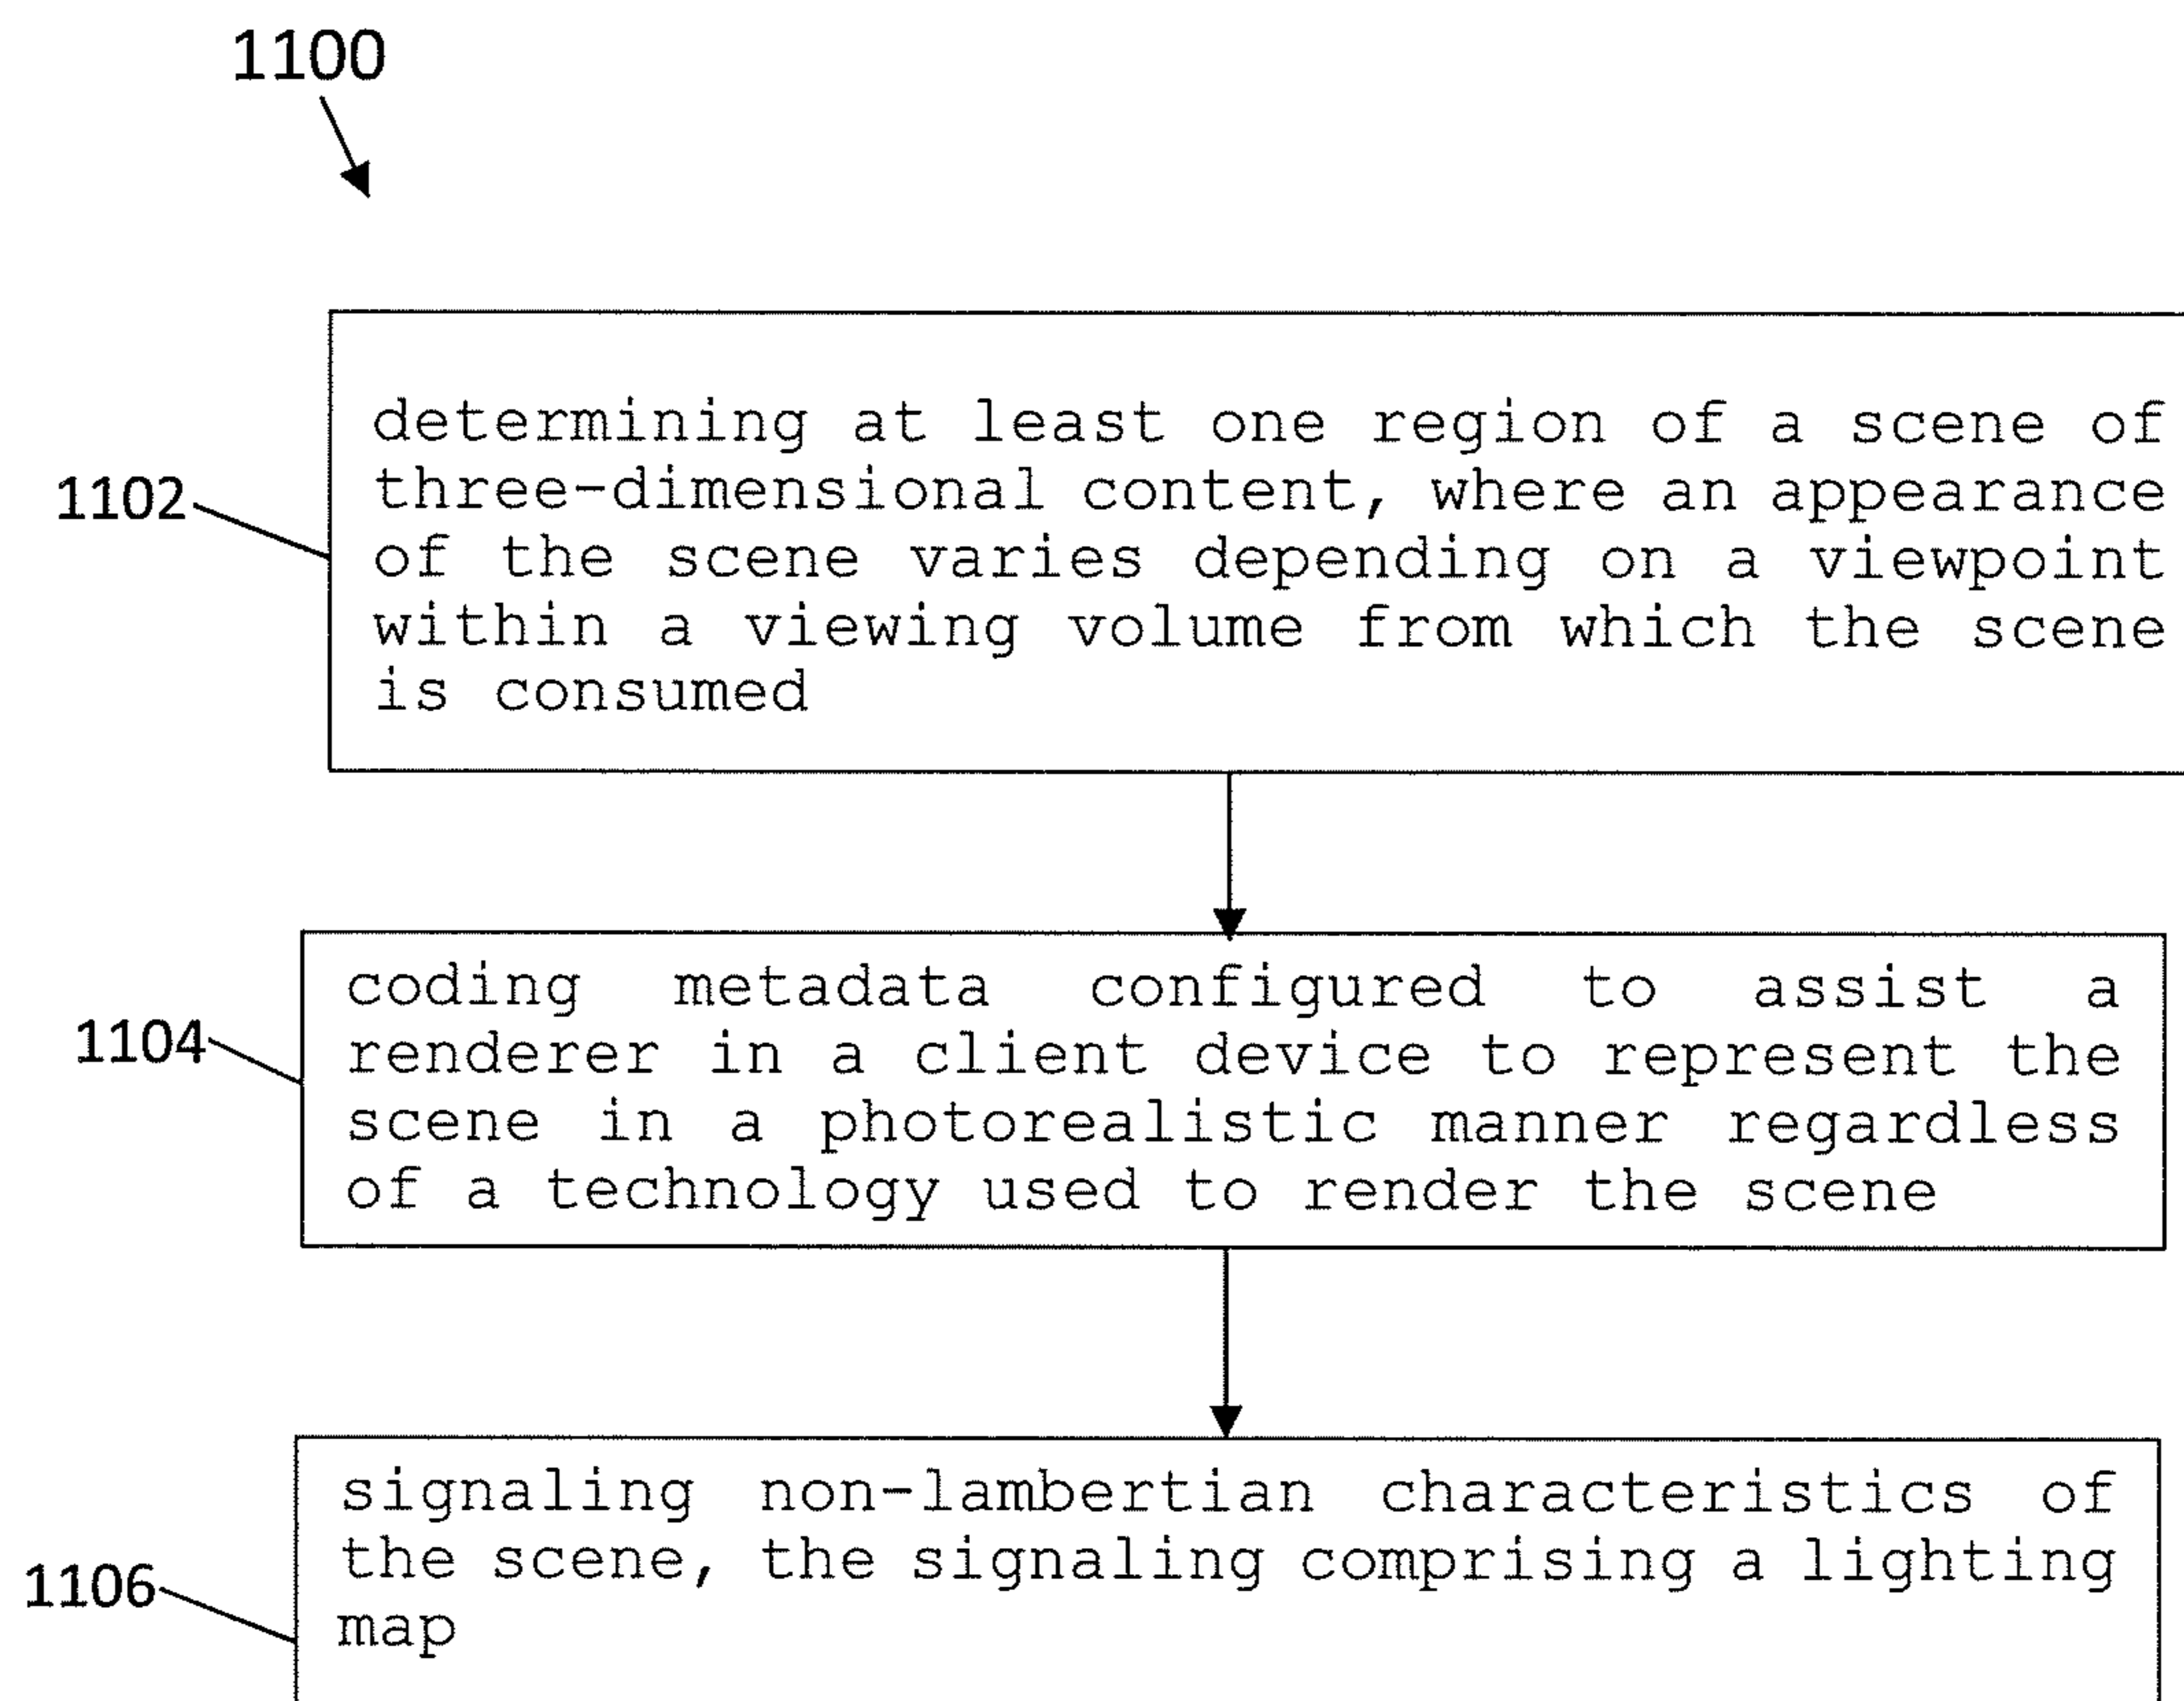 1100
1102
determining at least one region of a scene of
three-dimensional content, where an appearance
of the scene varies depending on a viewpoint
within a viewing volume from which the scene
is consumed
1104
coding metadata configured to assist a
renderer in a client device to represent the
scene in a photorealistic manner regardless
of a technology used to render the scene
1106
signaling non-lambertian characteristics of
the scene, the signaling comprising a lighting
map